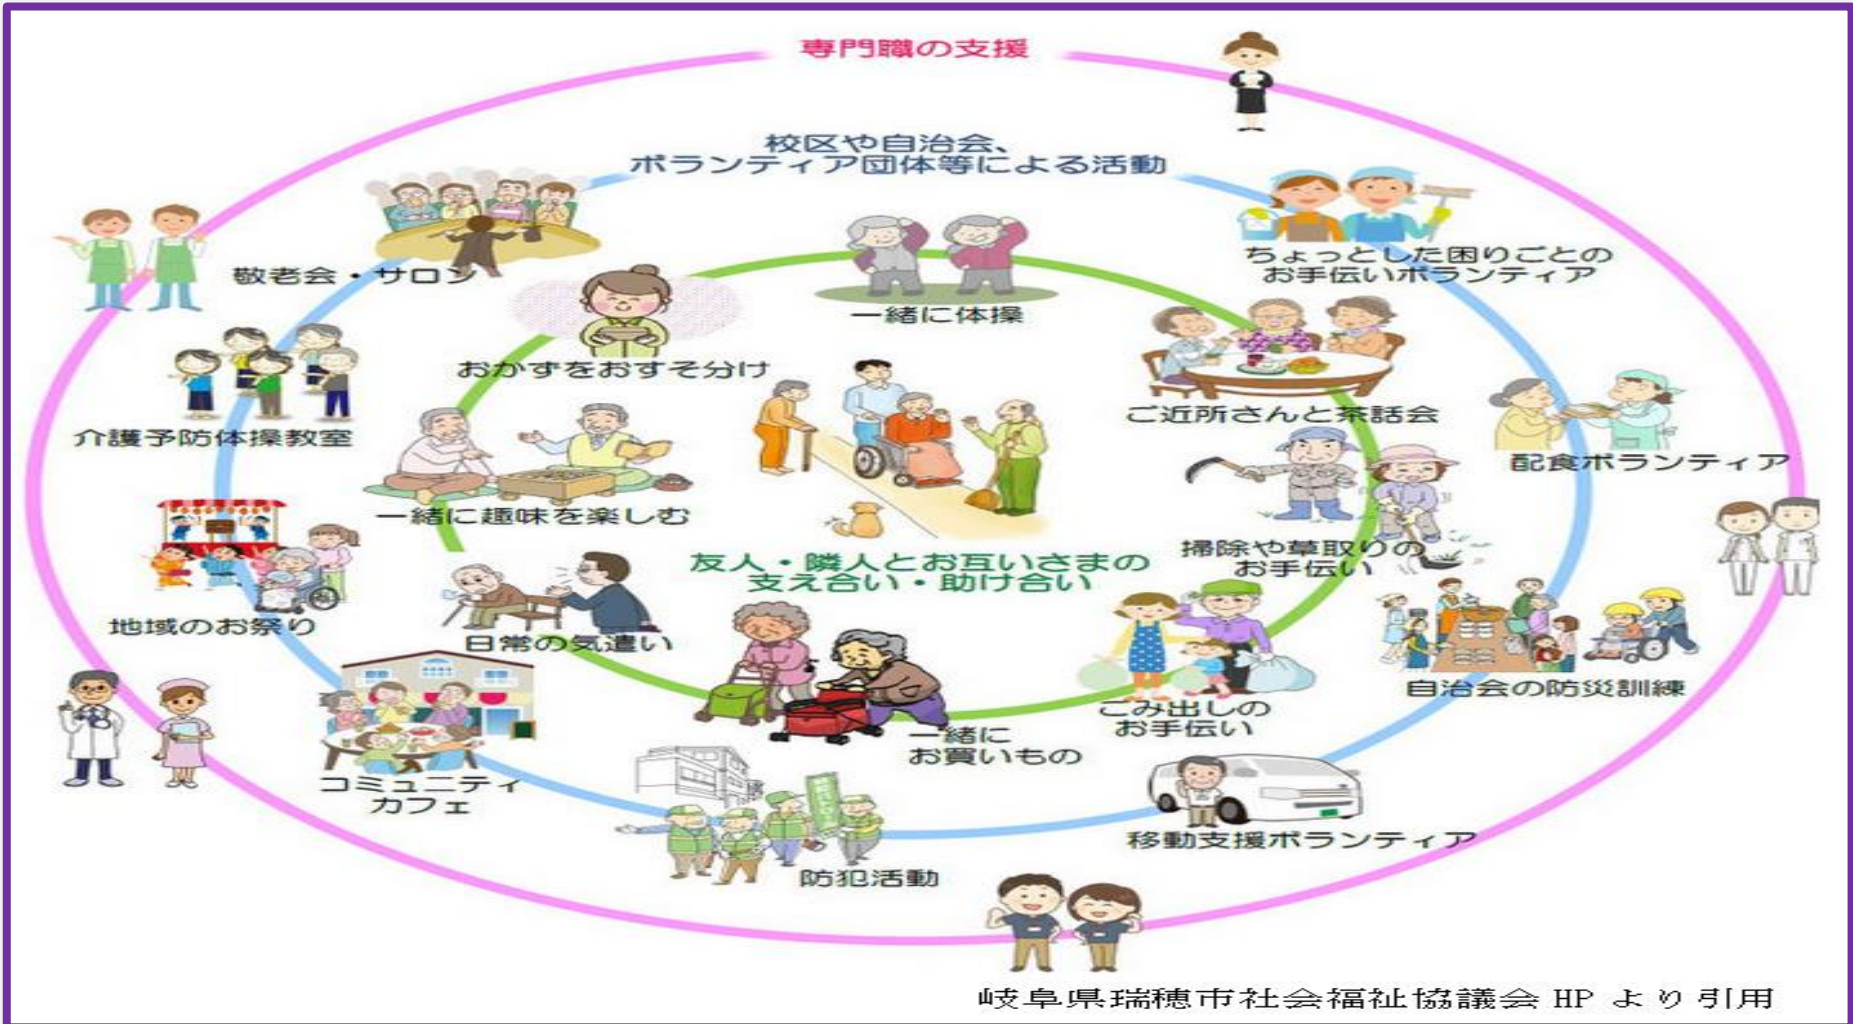 専門職の支援
校区や自治会、
ボランティア団体等による活動
敬老会・サロン
ちょっとした困りごとの
お手伝いボランティア
一緒に体操
おかずをおすそ分け
ご近所さんと茶話会
介護予防体操教室
配食ボランティア
一緒に趣味を楽しむ
掃除や草取りの
お手伝い
友人・隣人とお互いさまの
支え合い・助け合い
地域のお祭り
日常の気遣い
自治会の防災訓練
ごみ出しの
お手伝い
一緒に
お買いもの
コミュニティ
カフェ
移動支援ボランティア
防犯活動
岐阜県瑞穂市社会福祉協議会 HP より引用